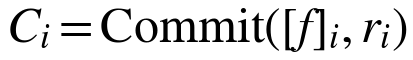 C_i = Commit([f]_i, r_i)